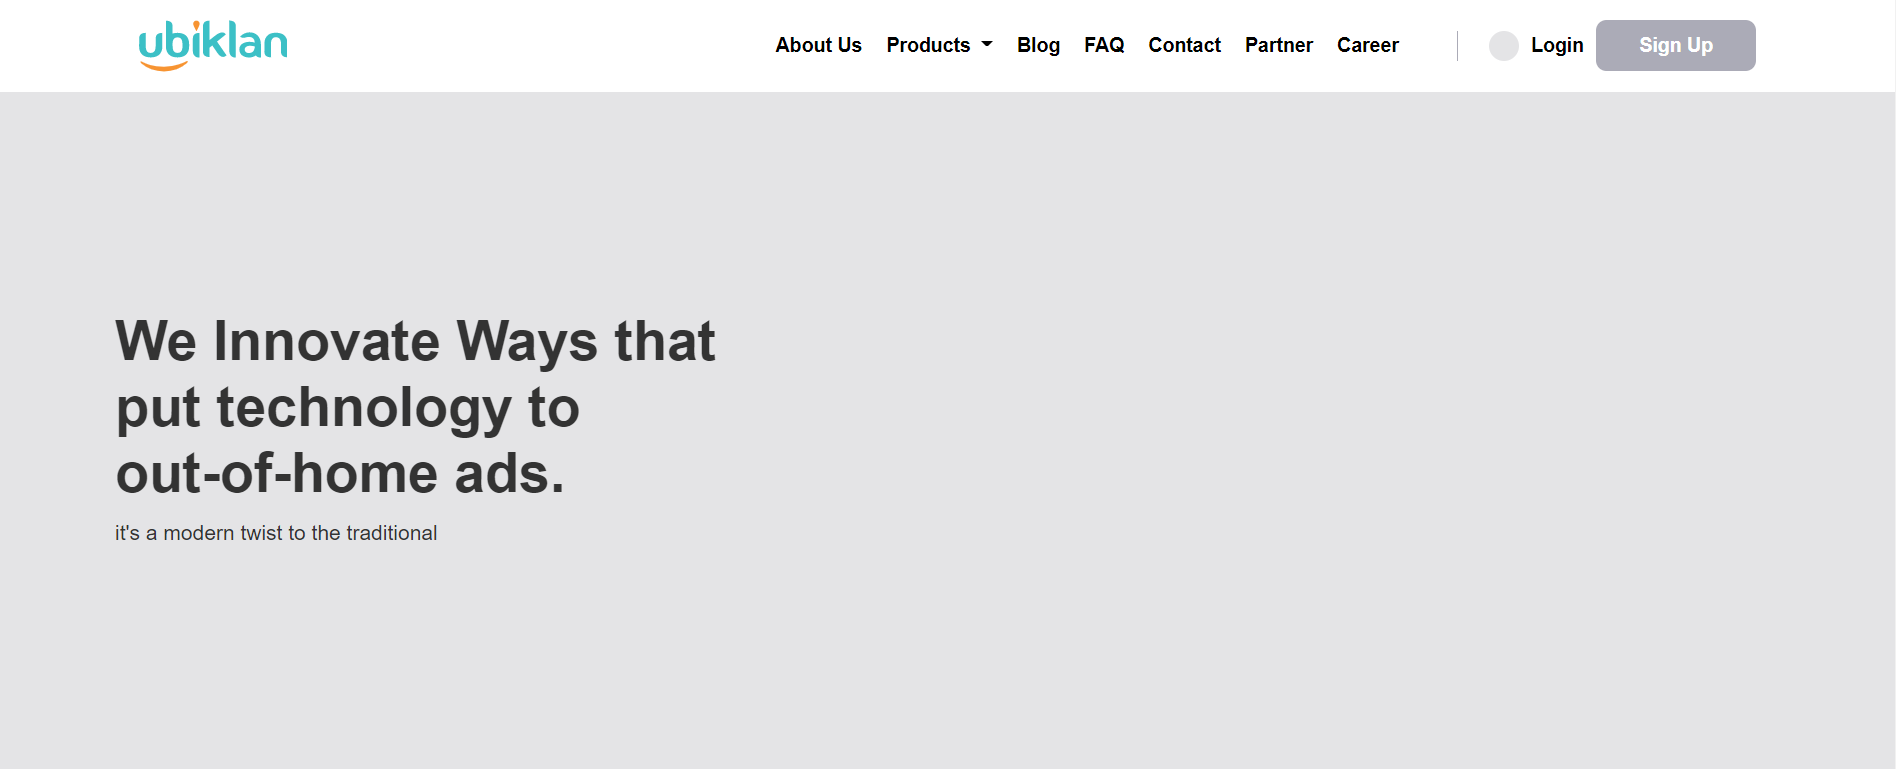 ubiklan
About Us Products Blog FAQ Contact Partner Career Login Sign Up
We Innovate Ways that
put technology to
out-of-home ads.
it's a modern twist to the traditional